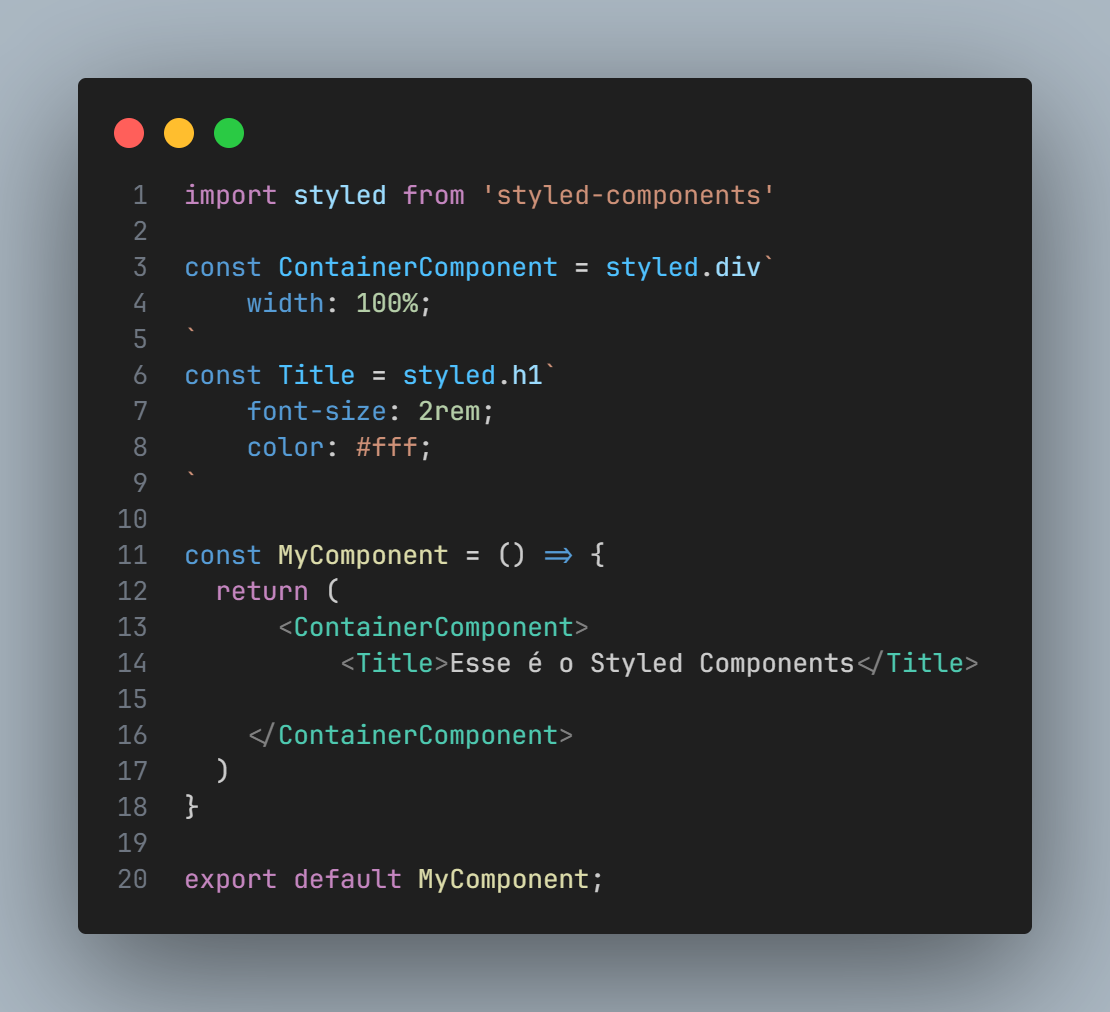 1 import styled from 'styled-components'
2
3 const ContainerComponent = styled.div`
4     width: 100%;
5 `
6 const Title = styled.h1`
7     font-size: 2rem;
8     color: #fff;
9 `
10
11 const MyComponent = () => {
12   return (
13       <ContainerComponent>
14           <Title>Esse é o Styled Components</Title>
15
16     </ContainerComponent>
17   )
18 }
19
20 export default MyComponent;